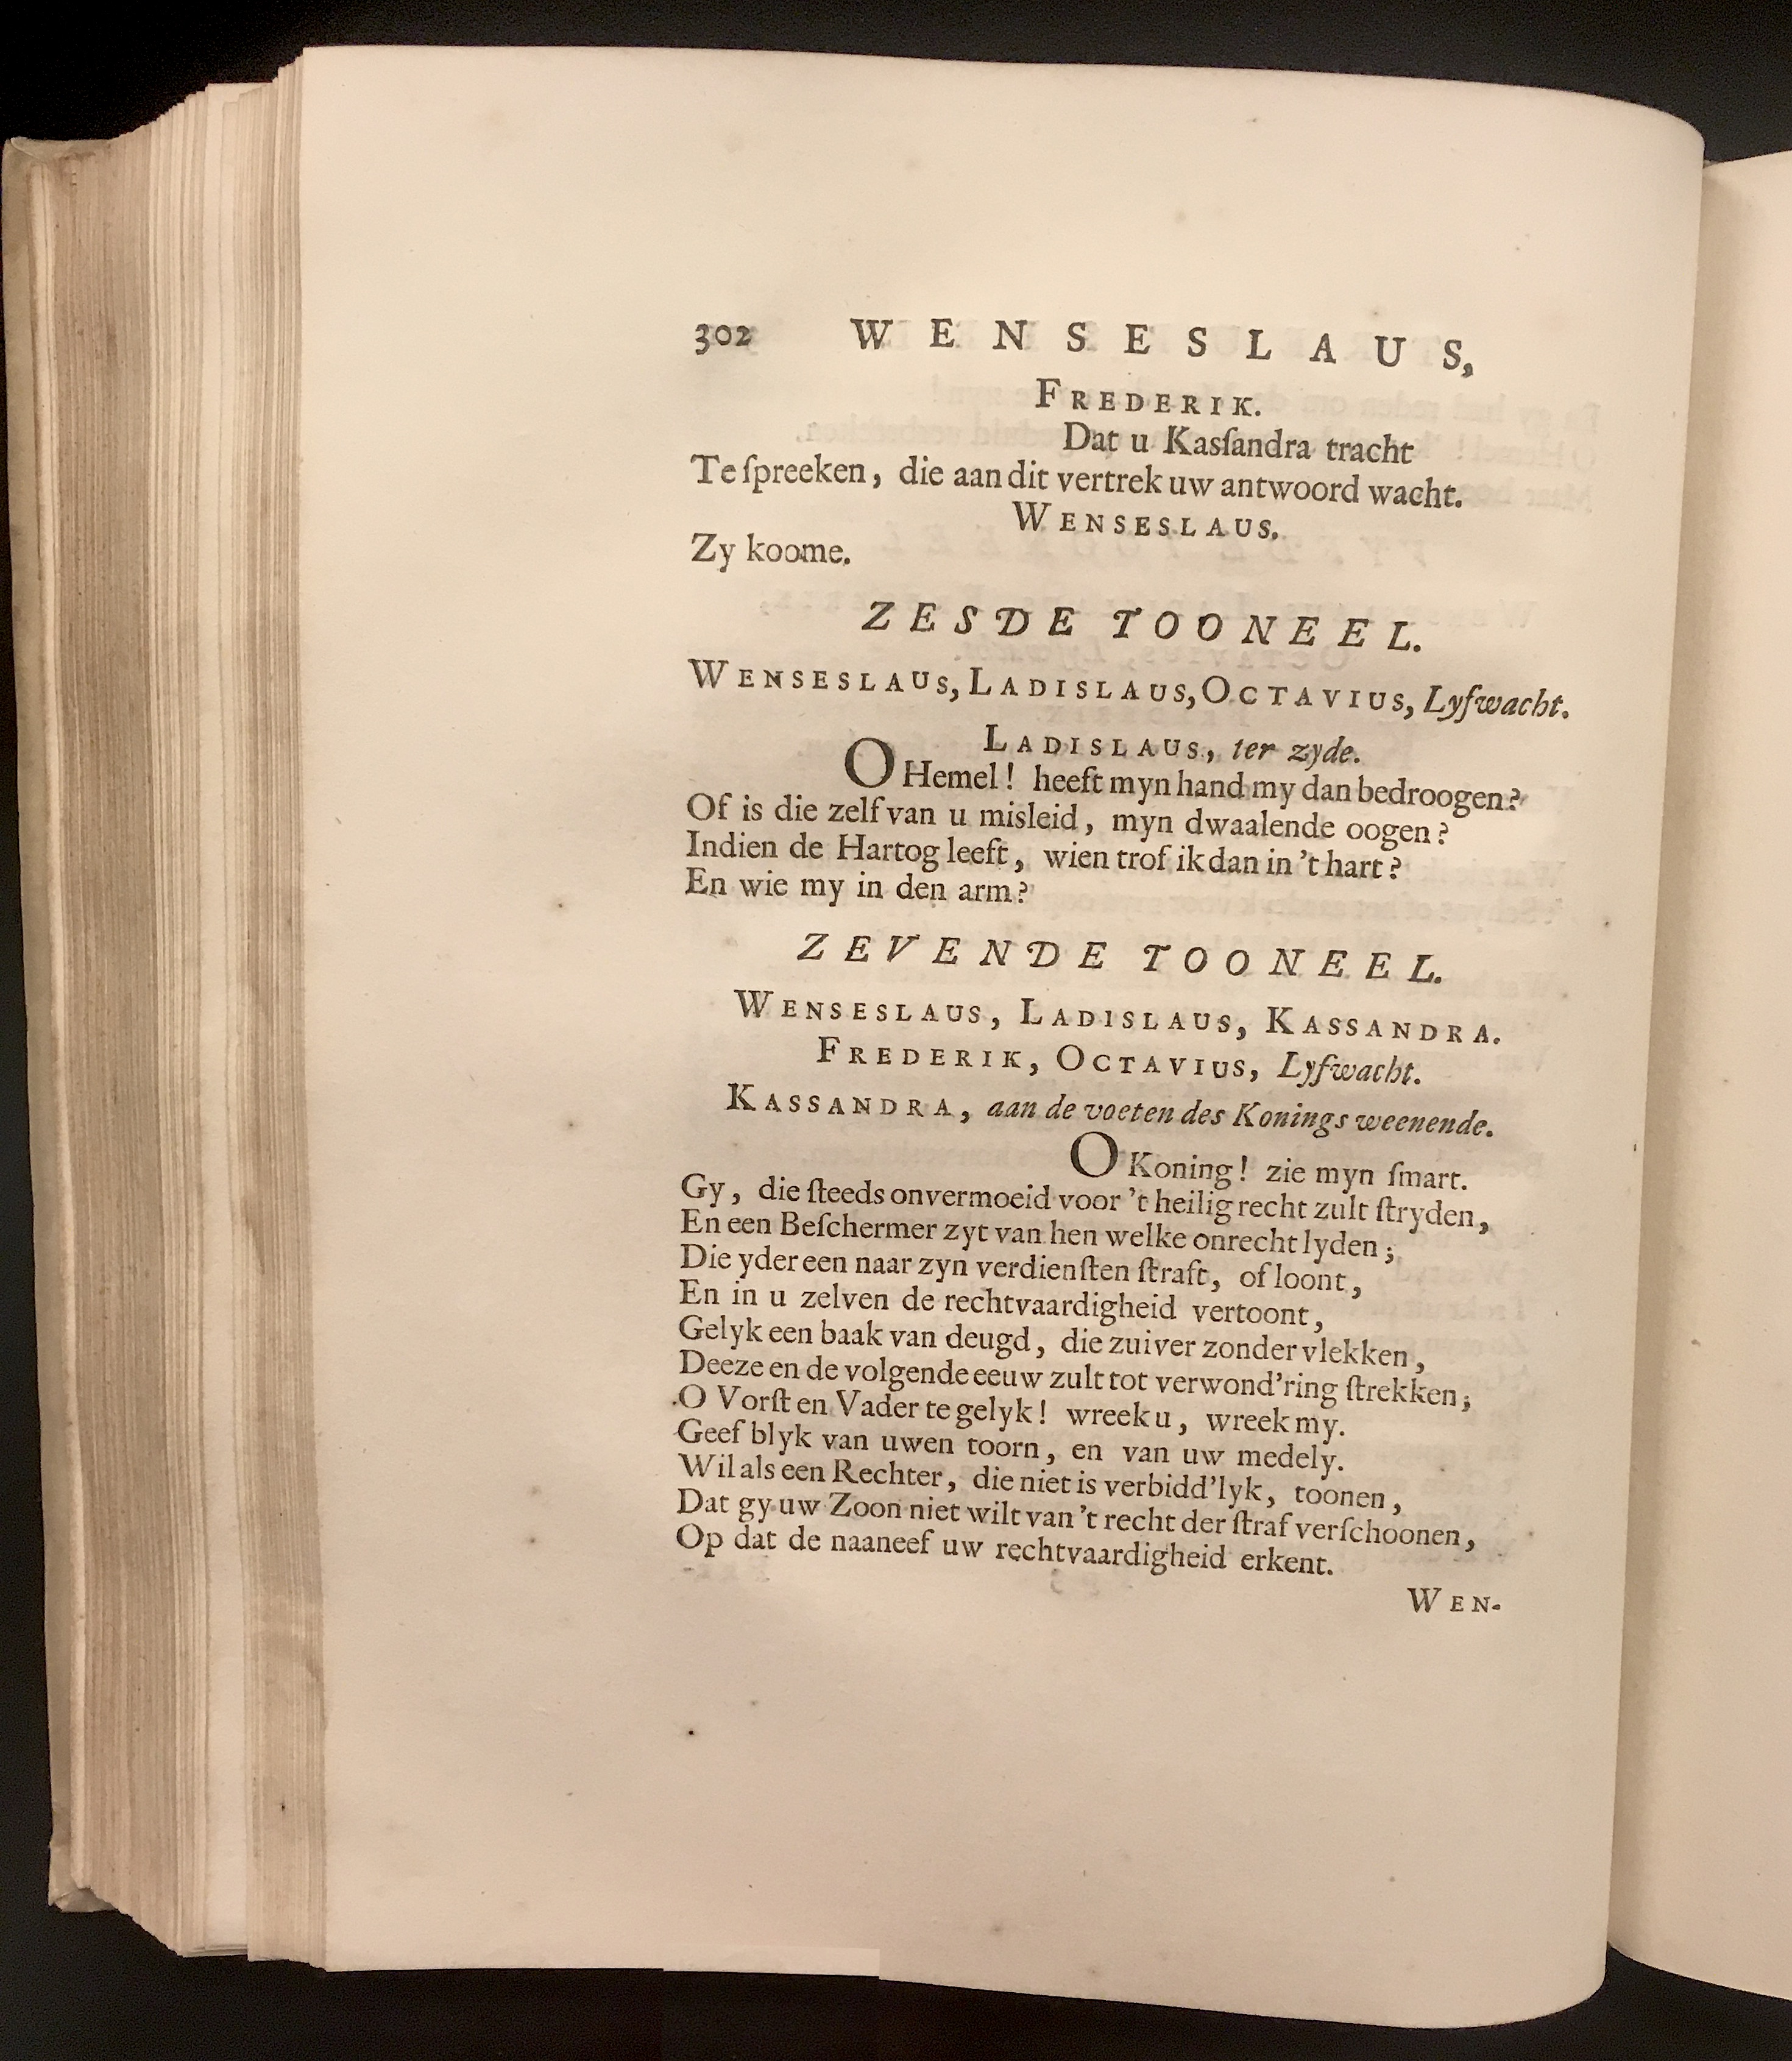 302 WENSESLAUS,
FREDERIK.
Dat u Kasſandra tracht
Te ſpreeken, die aan dit vertrek uw antwoord wacht.
WENSESLAUS.
Zy koome.
ZESDE TOONEEL.
WENSESLAUS, LADISLAUS, OCTAVIUS, Lyfwacht.
LADISLAUS, ter zyde.
O Hemel! heeft myn hand my dan bedroogen?
Of is die zelf van u misleid, myn dwaalende oogen?
Indien de Hartog leeft, wien trof ik dan in 't hart?
En wie my in den arm?
ZEVENDE TOONEEL.
WENSESLAUS, LADISLAUS, KASSANDRA.
FREDERIK, OCTAVIUS, Lyfwacht.
KASSANDRA, aan de voeten des Konings weenende.
O Koning! zie myn ſmart.
Gy, die ſteeds onvermoeid voor 't heilig recht zult ſtryden,
En een Beſchermer zyt van hen welke onrecht lyden;
Die yder een naar zyn verdienſten ſtraft, of loont,
En in u zelven de rechtvaardigheid vertoont,
Gelyk een baak van deugd, die zuiver zonder vlekken,
Deeze en de volgende eeuw zult tot verwond'ring ſtrekken;
O Vorſt en Vader te gelyk! wreek u, wreek my.
Geef blyk van uwen toorn, en van uw medely.
Wil als een Rechter, die niet is verbidd'lyk, toonen,
Dat gy uw Zoon niet wilt van 't recht der ſtraf verſchoonen,
Op dat de naaneef uw rechtvaardigheid erkent.
WEN-